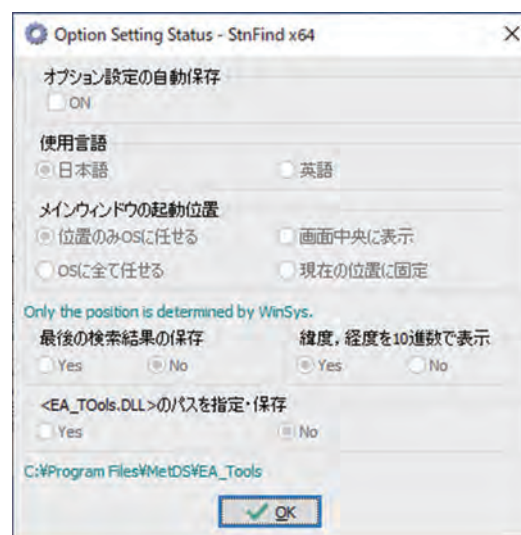 Option Setting Status - StnFind x64
オプション設定の自動保存
ON
使用言語
日本語 英語
メインウィンドウの起動位置
位置のみOSに任せる 画面中央に表示
OSに全て任せる 現在の位置に固定
Only the position is determined by WinSys.
最後の検索結果の保存 緯度，経度を10進数で表示
Yes No Yes No
<EA_TOols.DLL>のパスを指定・保存
Yes No
C:¥Program Files¥MetDS¥EA_Tools
OK